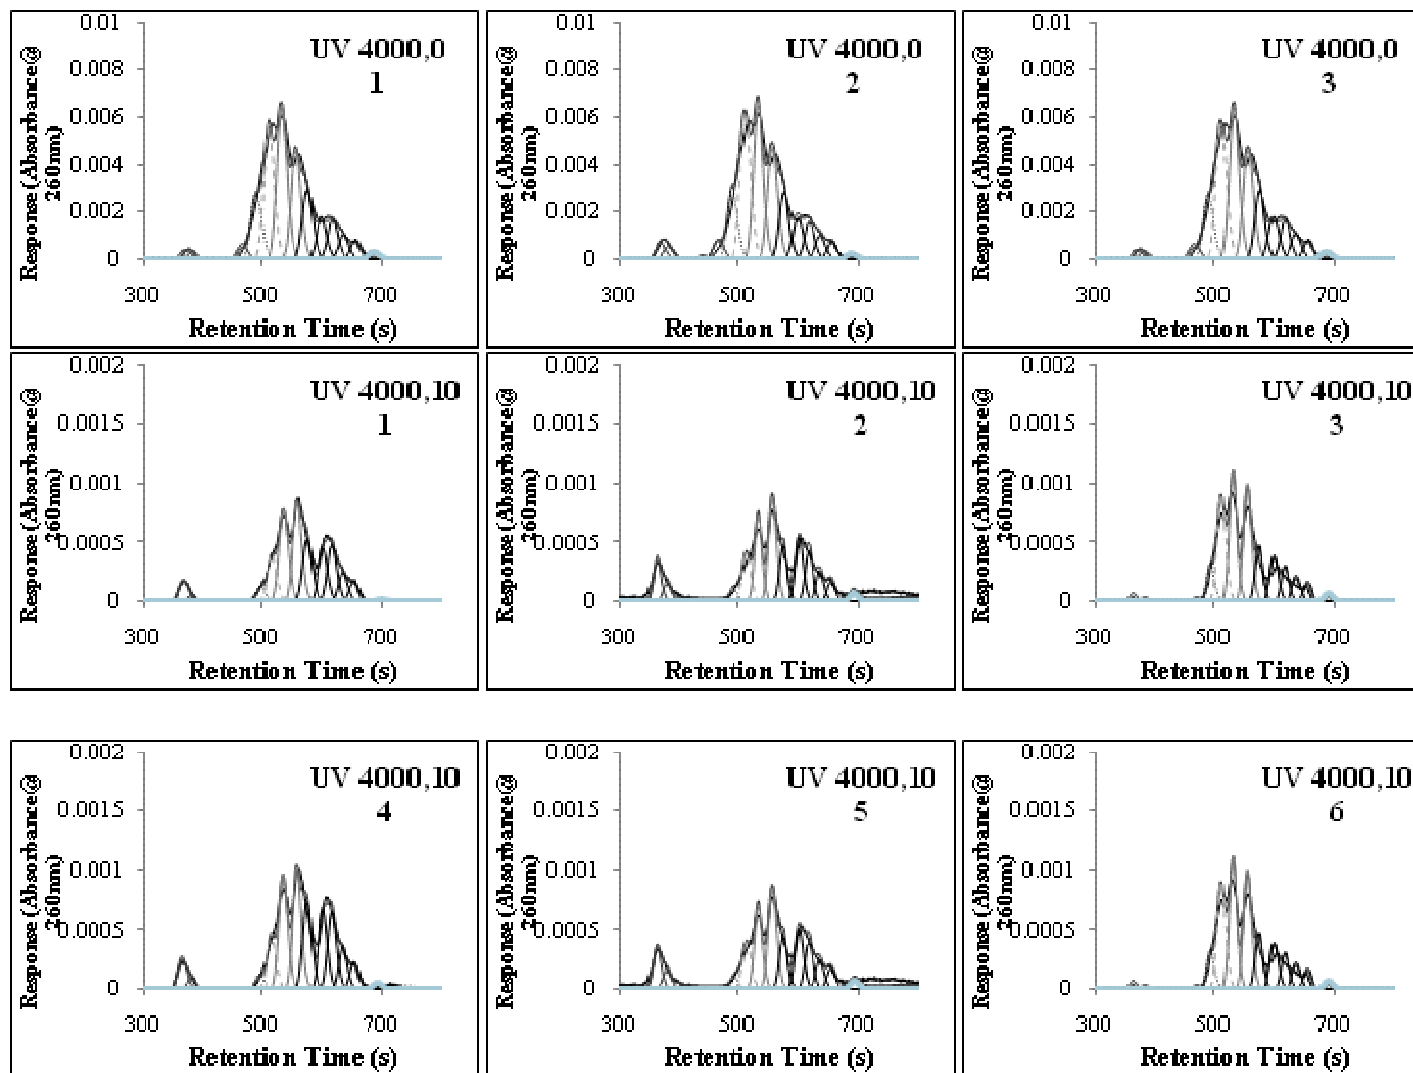 UV 4000,0
1
Response (Absorbance@
260nm)
0.01
0.008
0.006
0.004
0.002
0
300 500 700
Retention Time (s)
UV 4000,0
2
Response (Absorbance@
260nm)
0.01
0.008
0.006
0.004
0.002
0
300 500 700
Retention Time (s)
UV 4000,0
3
Response (Absorbance@
260nm)
0.01
0.008
0.006
0.004
0.002
0
300 500 700
Retention Time (s)
UV 4000,10
1
Response (Absorbance@
260nm)
0.002
0.0015
0.001
0.0005
0
300 500 700
Retention Time (s)
UV 4000,10
2
Response (Absorbance@
260nm)
0.002
0.0015
0.001
0.0005
0
300 500 700
Retention Time (s)
UV 4000,10
3
Response (Absorbance@
260nm)
0.002
0.0015
0.001
0.0005
0
300 500 700
Retention Time (s)
UV 4000,10
4
Response (Absorbance@
260nm)
0.002
0.0015
0.001
0.0005
0
300 500 700
Retention Time (s)
UV 4000,10
5
Response (Absorbance@
260nm)
0.002
0.0015
0.001
0.0005
0
300 500 700
Retention Time (s)
UV 4000,10
6
Response (Absorbance@
260nm)
0.002
0.0015
0.001
0.0005
0
300 500 700
Retention Time (s)